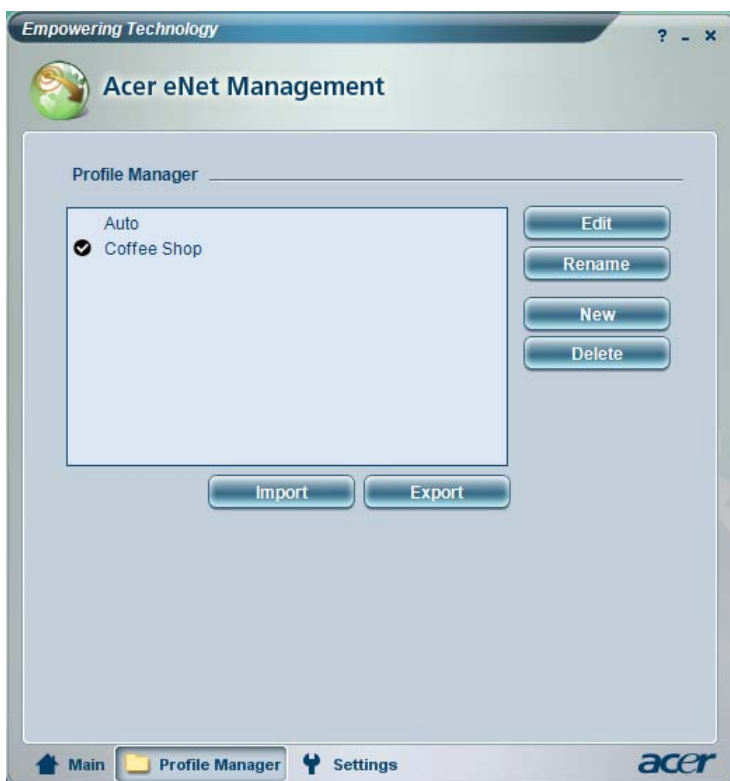 Empowering Technology
? - x
Acer eNet Management
Profile Manager
Auto
Coffee Shop
Edit
Rename
New
Delete
Import Export
Main Profile Manager Settings acer